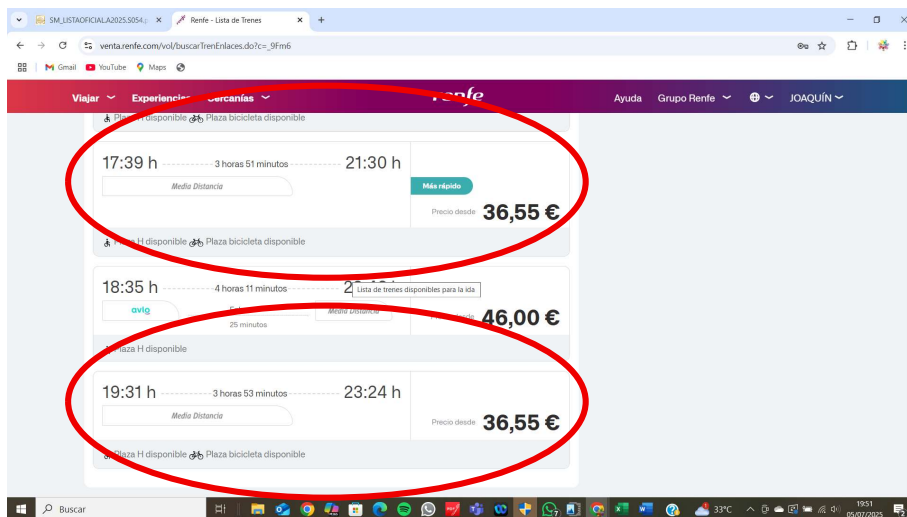 SM_LISTAOFICIAL.A2025.S054.
Renfe - Lista de Trenes
venta.renfe.com/vol/buscarTrenEnlaces.do?c=_9Fm6
Gmail YouTube Maps
Viajar Experiencias Cercanías renfe Ayuda Grupo Renfe JOAQUÍN
Plaza H disponible Plaza bicicleta disponible
17:39 h 3 horas 51 minutos 21:30 h
Media Distancia Más rápido
Precio desde 36,55 €
Plaza H disponible Plaza bicicleta disponible
18:35 h 4 horas 11 minutos
Lista de trenes disponibles para la ida
avlo Media Distancia 46,00 €
25 minutos
Plaza H disponible
19:31 h 3 horas 53 minutos 23:24 h
Media Distancia
Precio desde 36,55 €
Plaza H disponible Plaza bicicleta disponible
Buscar 33°C 19:51
05/07/2025